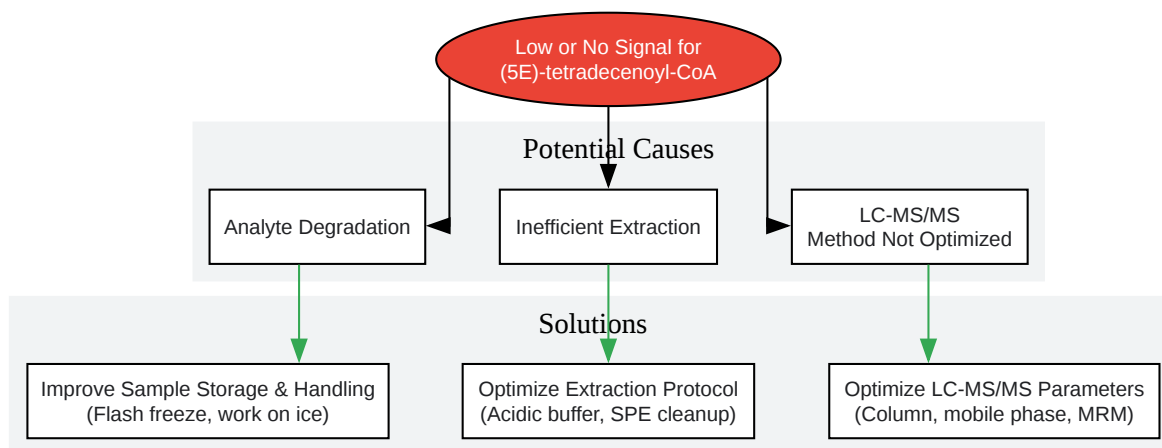 Low or No Signal for
(5E)-tetradecenoyl-CoA
Potential Causes
Analyte Degradation
Inefficient Extraction
LC-MS/MS
Method Not Optimized
Solutions
Improve Sample Storage & Handling
(Flash freeze, work on ice)
Optimize Extraction Protocol
(Acidic buffer, SPE cleanup)
Optimize LC-MS/MS Parameters
(Column, mobile phase, MRM)